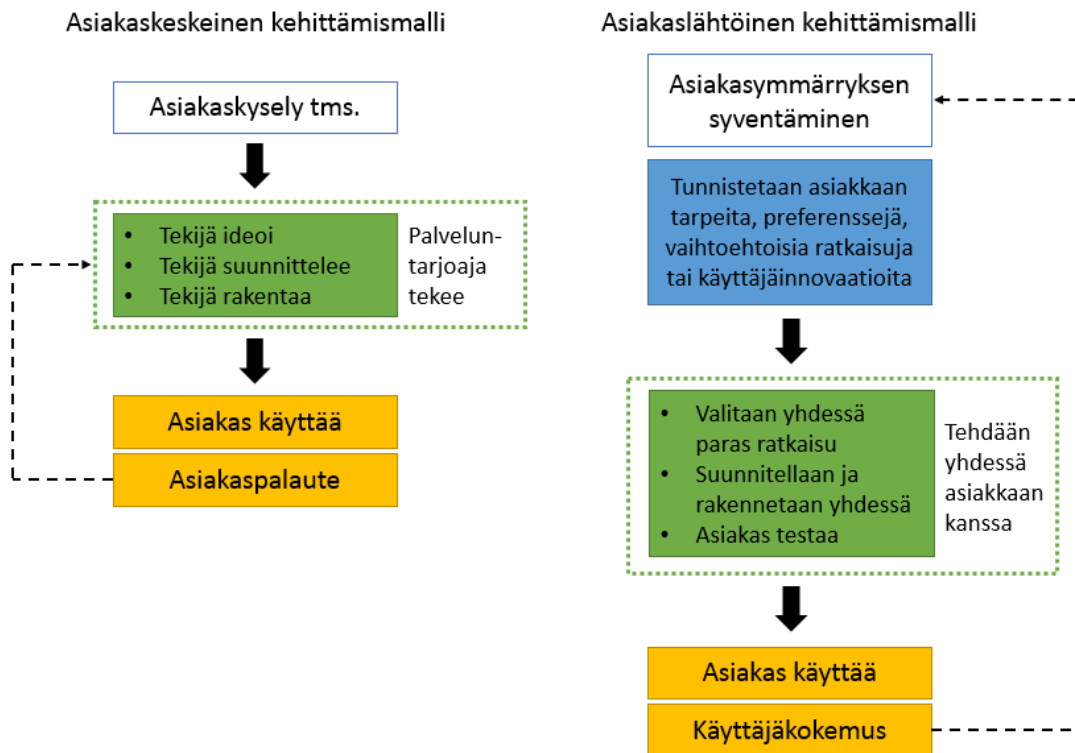 Asiakaskeskeinen kehittämismalli
Asiakaskysely tms.
• Tekijä ideoi
• Tekijä suunnittelee
• Tekijä rakentaa
Palvelun-
tarjoaja
tekee
Asiakas käyttää
Asiakaspalaute
Asiakaslähtöinen kehittämismalli
Asiakasymmärryksen
syventäminen
Tunnistetaan asiakkaan
tarpeita, preferenssejä,
vaihtoehtoisia ratkaisuja
tai käyttäjäinnovaatioita
• Valitaan yhdessä
paras ratkaisu
• Suunnitellaan ja
rakennetaan yhdessä
• Asiakas testaa
Tehdään
yhdessä
asiakkaan
kanssa
Asiakas käyttää
Käyttäjäkokemus